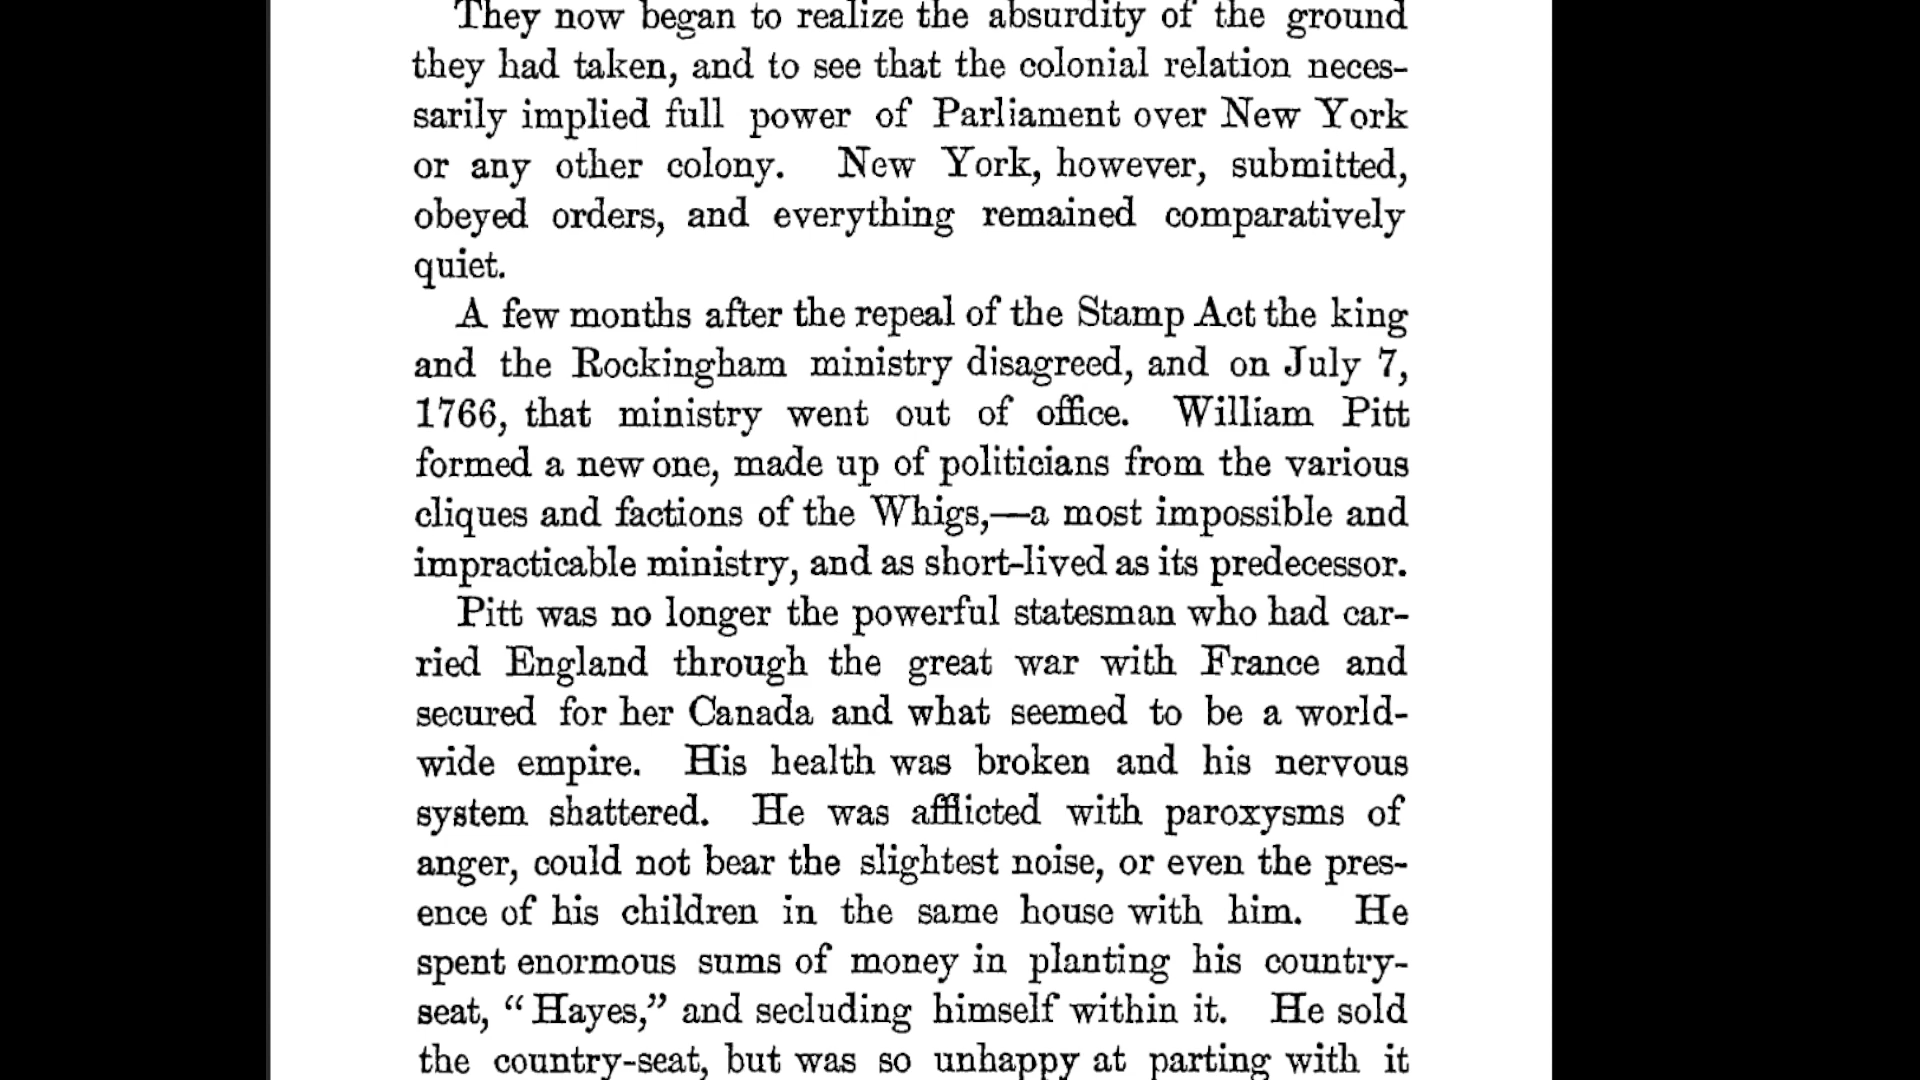 They now began to realize the absurdity of the ground
they had taken, and to see that the colonial relation neces-
sarily implied full power of Parliament over New York
or any other colony. New York, however, submitted,
obeyed orders, and everything remained comparatively
quiet.
A few months after the repeal of the Stamp Act the king
and the Rockingham ministry disagreed, and on July 7,
1766, that ministry went out of office. William Pitt
formed a new one, made up of politicians from the various
cliques and factions of the Whigs,—a most impossible and
impracticable ministry, and as short-lived as its predecessor.
Pitt was no longer the powerful statesman who had car-
ried England through the great war with France and
secured for her Canada and what seemed to be a world-
wide empire. His health was broken and his nervous
system shattered. He was afflicted with paroxysms of
anger, could not bear the slightest noise, or even the pres-
ence of his children in the same house with him. He
spent enormous sums of money in planting his country-
seat, “Hayes,” and secluding himself within it. He sold
the country-seat, but was so unhappy at parting with it